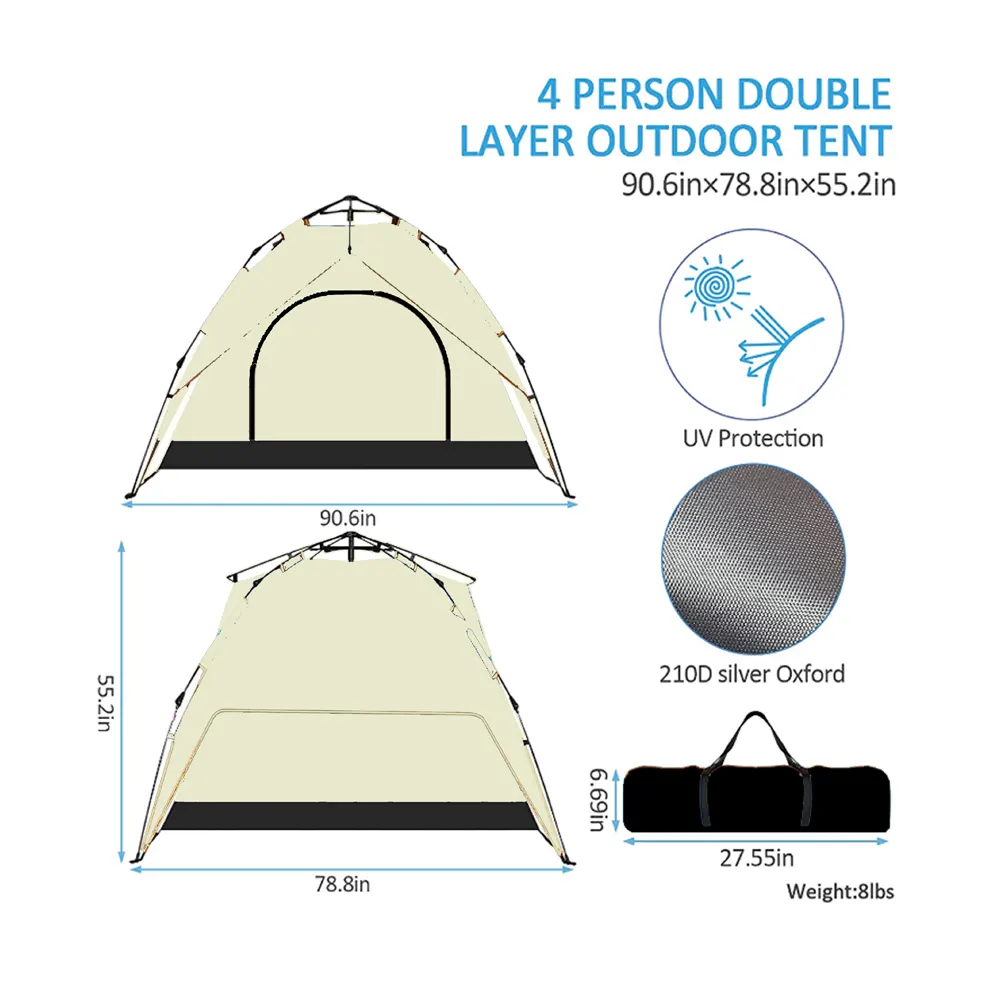 4 PERSON DOUBLE
LAYER OUTDOOR TENT
90.6in×78.8in×55.2in
UV Protection
90.6in
210D silver Oxford
55.2in
78.8in
6.69in
27.55in
Weight:8lbs